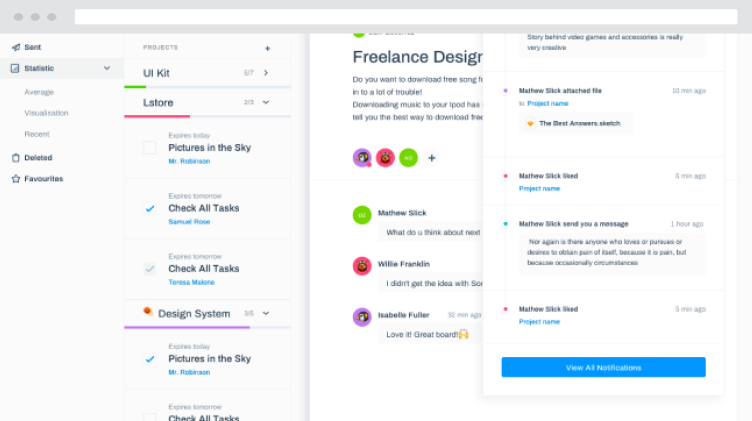 Sent
Statistic
Average
Visualisation
Recent
Deleted
Favourites
PROJECTS +
UI Kit 5/7
Lstore 2/3
Expires today
Pictures in the Sky
Mr. Robinson
Expires tomorrow
Check All Tasks
Samuel Rose
Expires tomorrow
Check All Tasks
Teresa Malone
Design System 3/5
Expires today
Pictures in the Sky
Mr. Robinson
Expires tomorrow
Check All Tasks
Freelance Design
Do you want to download free song f
in to a lot of trouble!
Downloading music to your Ipod has
tell you the best way to download free
+
Mathew Slick
What do u think about next
Willie Franklin
I didn't get the idea with Sor
Isabelle Fuller 32 min ago
Love it! Great board!🙌
Story behind video games and accessories is really
very creative
Mathew Slick attached file 10 min ago
to Project name
The Best Answers.sketch
Mathew Slick liked 5 min ago
Project name
Mathew Slick send you a message 1 hour ago
Nor again is there anyone who loves or pursues or
desires to obtain pain of itself, because it is pain, but
because occasionally circumstances
Mathew Slick liked 5 min ago
Project name
View All Notifications